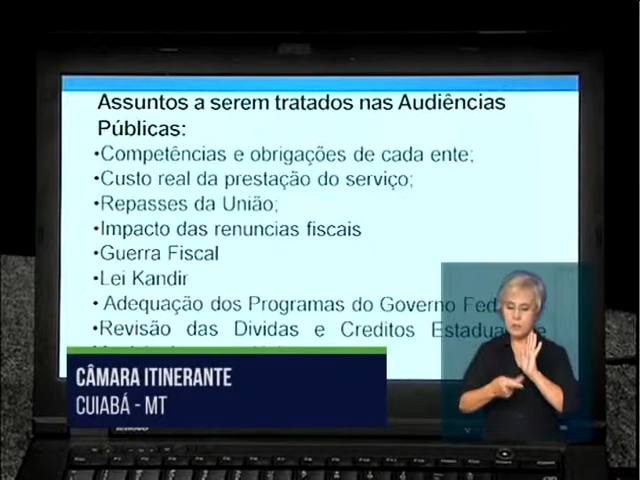 Assuntos a serem tratados nas Audiências
Públicas:
•Competências e obrigações de cada ente;
•Custo real da prestação do serviço;
•Repasses da União;
•Impacto das renuncias fiscais
•Guerra Fiscal
•Lei Kandir
• Adequação dos Programas do Governo
•Revisão das Dividas e Creditos e
CÂMARA ITINERANTE
CUIABÁ - MT
lenovo